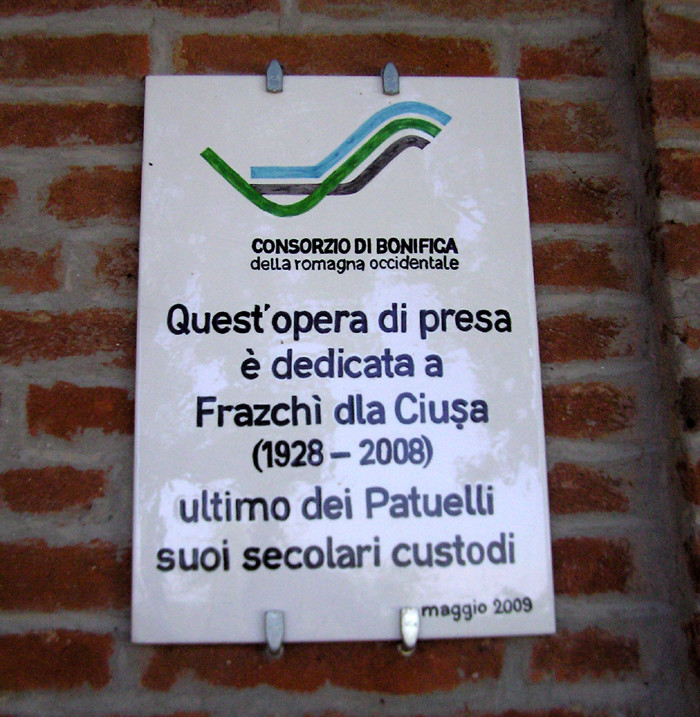 CONSORZIO DI BONIFICA
della romagna occidentale
Quest'opera di presa
è dedicata a
Frazchì dla Ciuṣa
(1928 – 2008)
ultimo dei Patuelli
suoi secolari custodi
maggio 2009